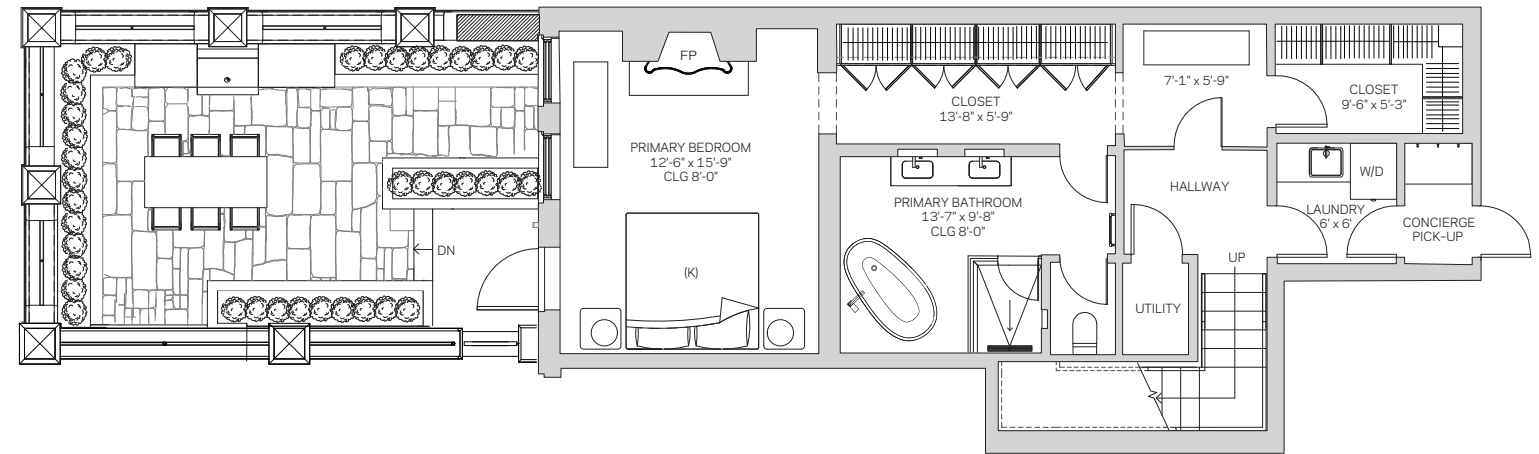 FP
PRIMARY BEDROOM
12'-6" x 15'-9"
CLG 8'-0"
(K)
DN
CLOSET
13'-8" x 5'-9"
PRIMARY BATHROOM
13'-7" x 9'-8"
CLG 8'-0"
7'-1" x 5'-9"
CLOSET
9'-6" x 5'-3"
HALLWAY
W/D
LAUNDRY
6' x 6'
CONCIERGE
PICK-UP
UP
UTILITY